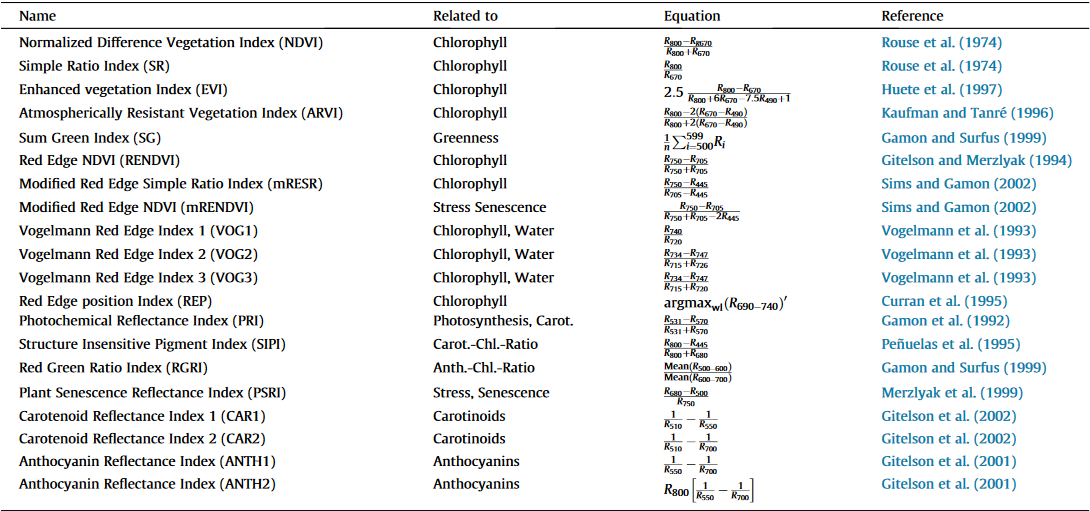 Name Related to Equation Reference
Normalized Difference Vegetation Index (NDVI) Chlorophyll \frac{R_{800}-R_{R670}}{R_{800}+R_{670}} Rouse et al. (1974)
Simple Ratio Index (SR) Chlorophyll \frac{R_{800}}{R_{670}} Rouse et al. (1974)
Enhanced vegetation Index (EVI) Chlorophyll 2.5 \frac{R_{800}-R_{670}}{R_{800}+6R_{670}-7.5R_{490}+1} Huete et al. (1997)
Atmospherically Resistant Vegetation Index (ARVI) Chlorophyll \frac{R_{800}-2(R_{670}-R_{490})}{R_{800}+2(R_{670}-R_{490})} Kaufman and Tanré (1996)
Sum Green Index (SG) Greenness \frac{1}{n}\sum_{i=500}^{599} R_i Gamon and Surfus (1999)
Red Edge NDVI (RENDVI) Chlorophyll \frac{R_{750}-R_{705}}{R_{750}+R_{705}} Gitelson and Merzlyak (1994)
Modified Red Edge Simple Ratio Index (mRESR) Chlorophyll \frac{R_{750}-R_{445}}{R_{705}-R_{445}} Sims and Gamon (2002)
Modified Red Edge NDVI (mRENDVI) Stress Senescence \frac{R_{750}-R_{705}}{R_{750}+R_{705}-2R_{445}} Sims and Gamon (2002)
Vogelmann Red Edge Index 1 (VOG1) Chlorophyll, Water \frac{R_{740}}{R_{720}} Vogelmann et al. (1993)
Vogelmann Red Edge Index 2 (VOG2) Chlorophyll, Water \frac{R_{734}-R_{747}}{R_{715}+R_{726}} Vogelmann et al. (1993)
Vogelmann Red Edge Index 3 (VOG3) Chlorophyll, Water \frac{R_{734}-R_{747}}{R_{715}+R_{720}} Vogelmann et al. (1993)
Red Edge position Index (REP) Chlorophyll argmax_{wl}(R_{690-740})′ Curran et al. (1995)
Photochemical Reflectance Index (PRI) Photosynthesis, Carot. \frac{R_{531}-R_{570}}{R_{531}+R_{570}} Gamon et al. (1992)
Structure Insensitive Pigment Index (SIPI) Carot.-Chl.-Ratio \frac{R_{800}-R_{445}}{R_{800}+R_{680}} Peñuelas et al. (1995)
Red Green Ratio Index (RGRI) Anth.-Chl.-Ratio \frac{Mean(R_{500-600})}{Mean(R_{600-700})} Gamon and Surfus (1999)
Plant Senescence Reflectance Index (PSRI) Stress, Senescence \frac{R_{680}-R_{500}}{R_{750}} Merzlyak et al. (1999)
Carotenoid Reflectance Index 1 (CAR1) Carotinoids \frac{1}{R_{510}} - \frac{1}{R_{550}} Gitelson et al. (2002)
Carotenoid Reflectance Index 2 (CAR2) Carotinoids \frac{1}{R_{510}} - \frac{1}{R_{700}} Gitelson et al. (2002)
Anthocyanin Reflectance Index (ANTH1) Anthocyanins \frac{1}{R_{550}} - \frac{1}{R_{700}} Gitelson et al. (2001)
Anthocyanin Reflectance Index (ANTH2) Anthocyanins R_{800}[\frac{1}{R_{550}} - \frac{1}{R_{700}}] Gitelson et al. (2001)